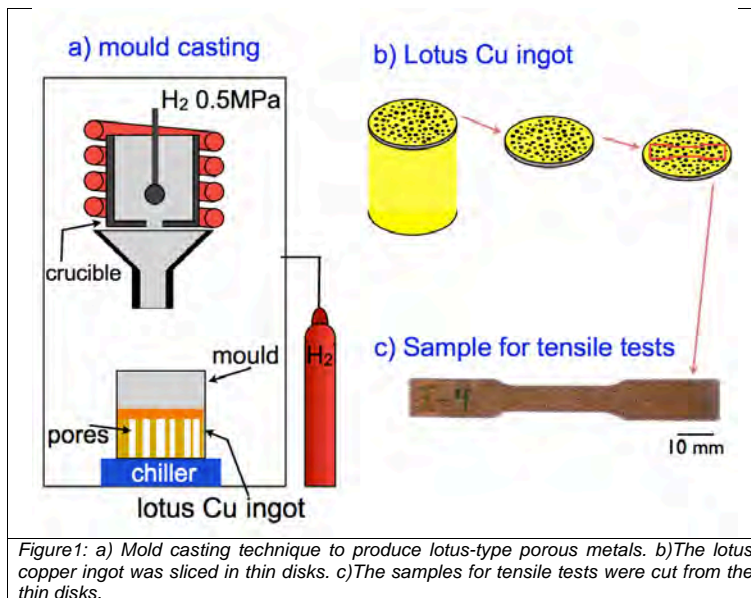 a) mould casting
H2 0.5MPa
crucible
mould
pores
chiller
lotus Cu ingot
H2
b) Lotus Cu ingot
c) Sample for tensile tests
I-4
10 mm
Figure1: a) Mold casting technique to produce lotus-type porous metals. b)The lotus
copper ingot was sliced in thin disks. c)The samples for tensile tests were cut from the
thin disks.